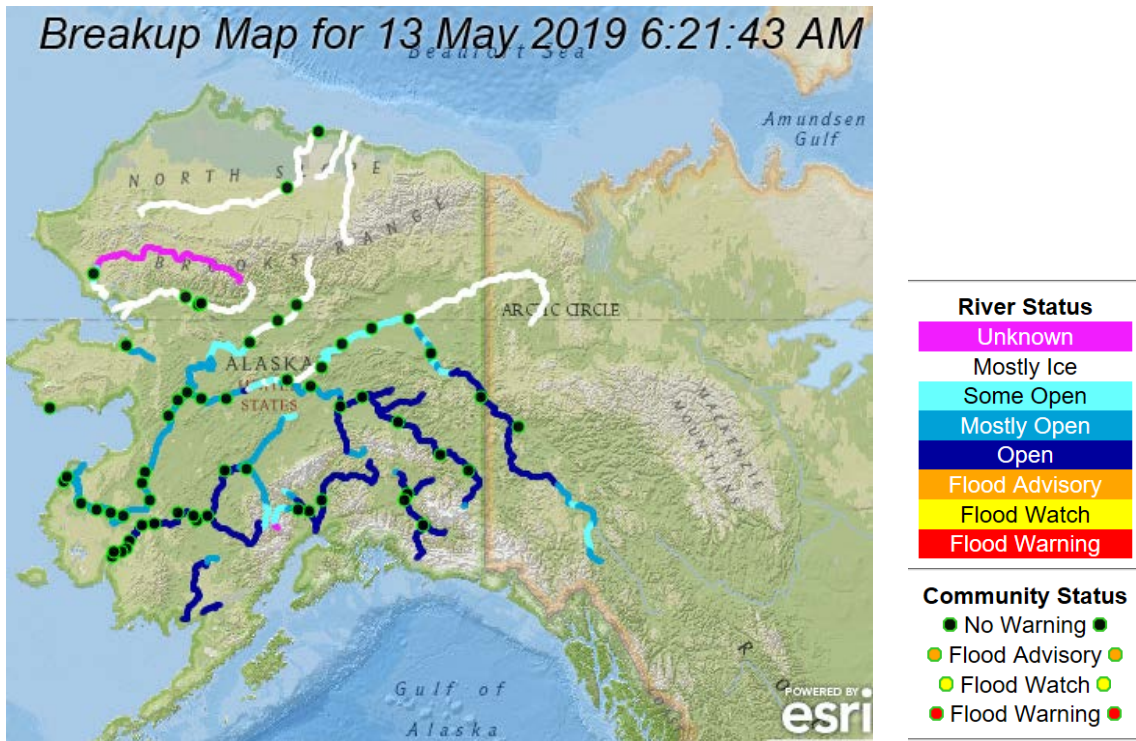 Breakup Map for 13 May 2019 6:21:43 AM
Beaufort Sea
Amundsen
Gulf
NORTH SLOPE
BROOKS RANGE
ARCTIC CIRCLE
ALASKA
UNITED
STATES
MACKENZIE
MOUNTAINS
Gulf of
Alaska
R O
POWERED BY
esri
River Status
Unknown
Mostly Ice
Some Open
Mostly Open
Open
Flood Advisory
Flood Watch
Flood Warning
Community Status
No Warning
Flood Advisory
Flood Watch
Flood Warning